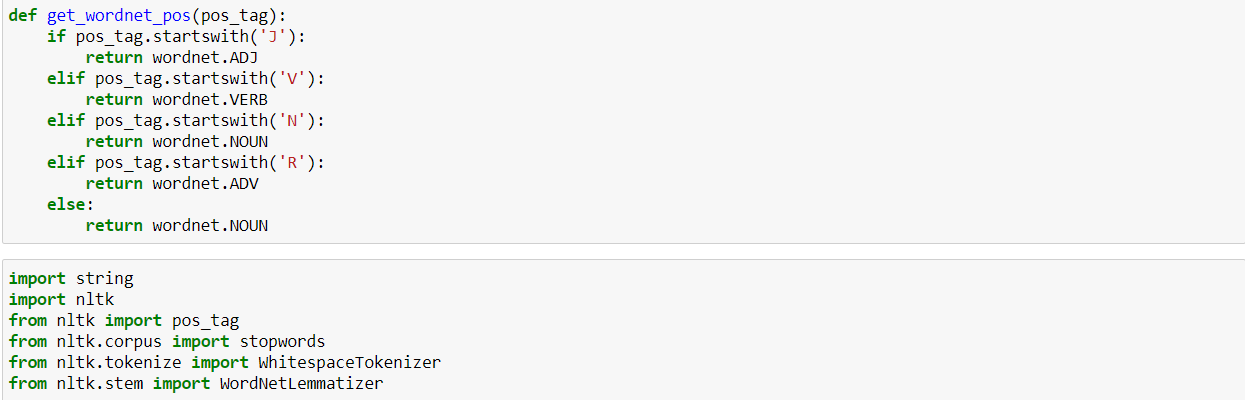 def get_wordnet_pos(pos_tag):
    if pos_tag.startswith('J'):
        return wordnet.ADJ
    elif pos_tag.startswith('V'):
        return wordnet.VERB
    elif pos_tag.startswith('N'):
        return wordnet.NOUN
    elif pos_tag.startswith('R'):
        return wordnet.ADV
    else:
        return wordnet.NOUN
import string
import nltk
from nltk import pos_tag
from nltk.corpus import stopwords
from nltk.tokenize import WhitespaceTokenizer
from nltk.stem import WordNetLemmatizer